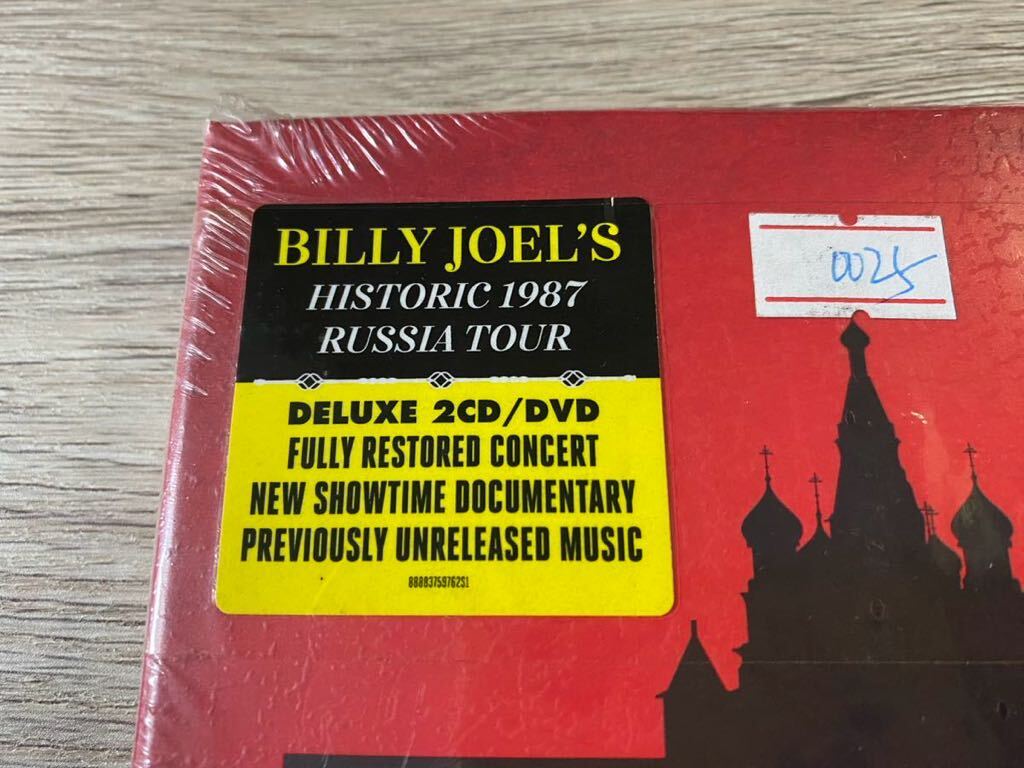 BILLY JOEL'S
HISTORIC 1987
RUSSIA TOUR
DELUXE 2CD/DVD
FULLY RESTORED CONCERT
NEW SHOWTIME DOCUMENTARY
PREVIOUSLY UNRELEASED MUSIC
88883759762S1
0025